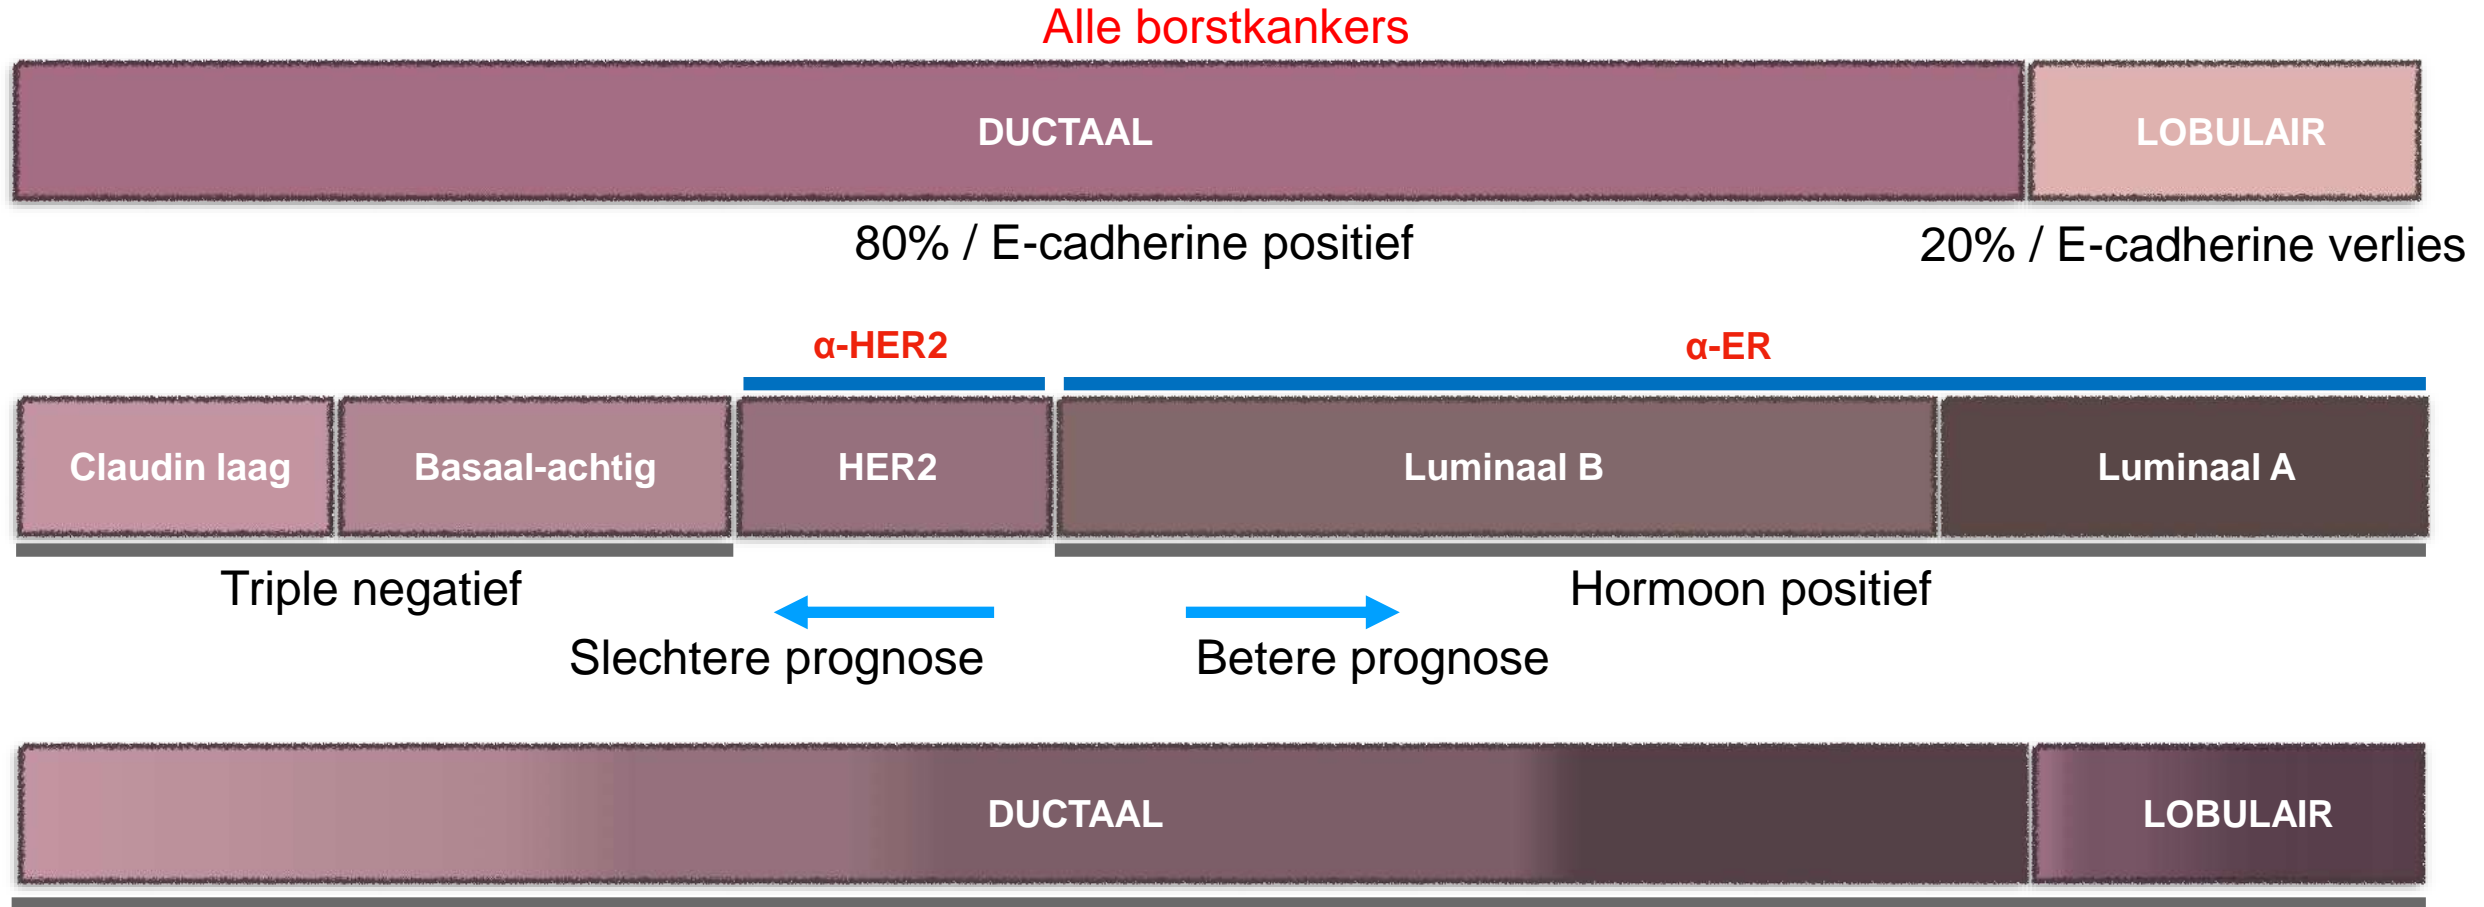 Alle borstkankers
DUCTAAL
LOBULAIR
80% / E-cadherine positief
20% / E-cadherine verlies
α-HER2
α-ER
Claudin laag
Basaal-achtig
HER2
Luminaal B
Luminaal A
Triple negatief
Hormoon positief
Slechtere prognose
Betere prognose
DUCTAAL
LOBULAIR